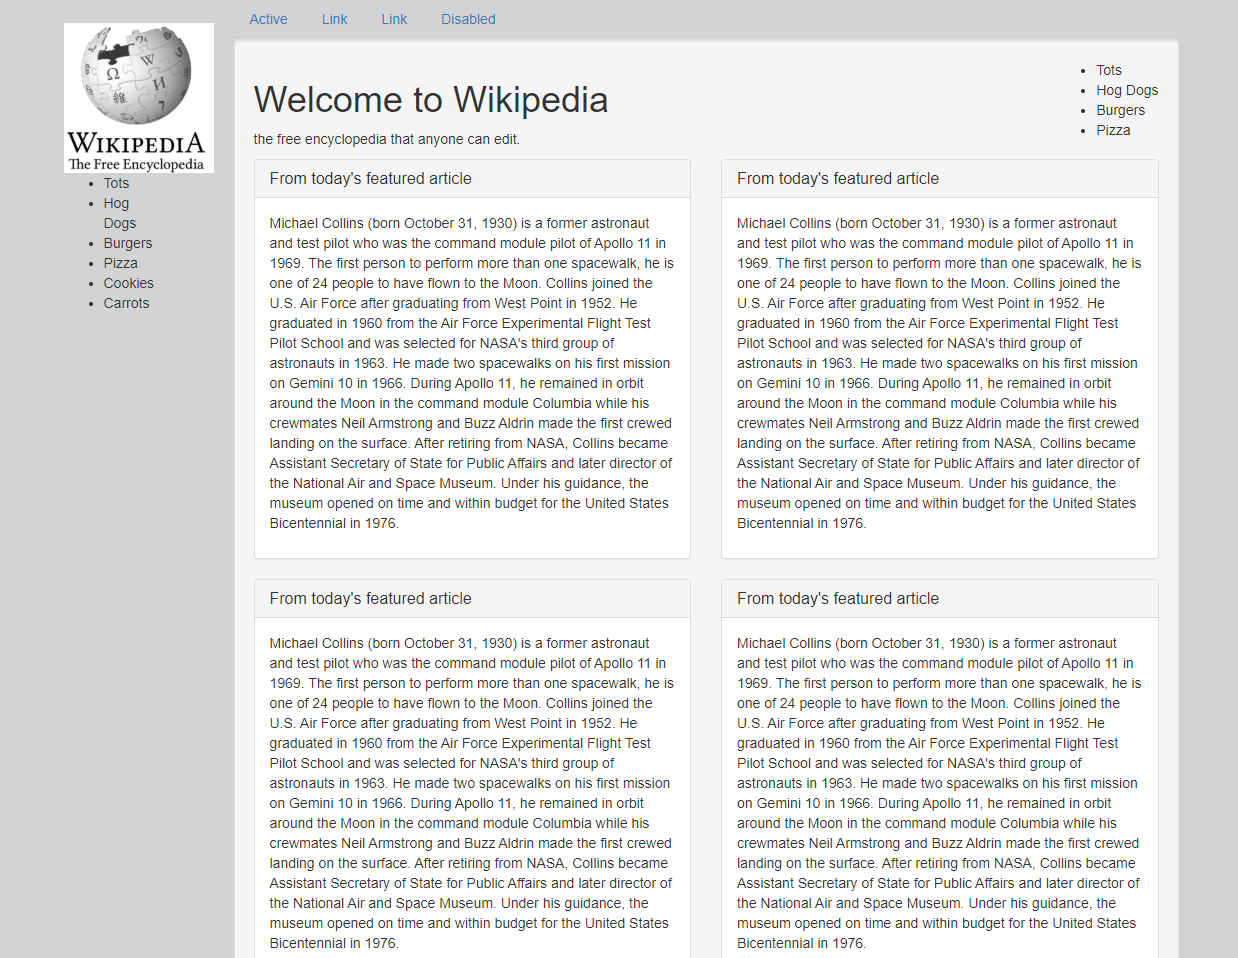 Active Link Link Disabled
WIKIPEDIA
The Free Encyclopedia
Tots
Hog
Dogs
Burgers
Pizza
Cookies
Carrots
Welcome to Wikipedia
the free encyclopedia that anyone can edit.
Tots
Hog Dogs
Burgers
Pizza
From today's featured article
Michael Collins (born October 31, 1930) is a former astronaut
and test pilot who was the command module pilot of Apollo 11 in
1969. The first person to perform more than one spacewalk, he is
one of 24 people to have flown to the Moon. Collins joined the
U.S. Air Force after graduating from West Point in 1952. He
graduated in 1960 from the Air Force Experimental Flight Test
Pilot School and was selected for NASA's third group of
astronauts in 1963. He made two spacewalks on his first mission
on Gemini 10 in 1966. During Apollo 11, he remained in orbit
around the Moon in the command module Columbia while his
crewmates Neil Armstrong and Buzz Aldrin made the first crewed
landing on the surface. After retiring from NASA, Collins became
Assistant Secretary of State for Public Affairs and later director of
the National Air and Space Museum. Under his guidance, the
museum opened on time and within budget for the United States
Bicentennial in 1976.
From today's featured article
Michael Collins (born October 31, 1930) is a former astronaut
and test pilot who was the command module pilot of Apollo 11 in
1969. The first person to perform more than one spacewalk, he is
one of 24 people to have flown to the Moon. Collins joined the
U.S. Air Force after graduating from West Point in 1952. He
graduated in 1960 from the Air Force Experimental Flight Test
Pilot School and was selected for NASA's third group of
astronauts in 1963. He made two spacewalks on his first mission
on Gemini 10 in 1966. During Apollo 11, he remained in orbit
around the Moon in the command module Columbia while his
crewmates Neil Armstrong and Buzz Aldrin made the first crewed
landing on the surface. After retiring from NASA, Collins became
Assistant Secretary of State for Public Affairs and later director of
the National Air and Space Museum. Under his guidance, the
museum opened on time and within budget for the United States
Bicentennial in 1976.
From today's featured article
Michael Collins (born October 31, 1930) is a former astronaut
and test pilot who was the command module pilot of Apollo 11 in
1969. The first person to perform more than one spacewalk, he is
one of 24 people to have flown to the Moon. Collins joined the
U.S. Air Force after graduating from West Point in 1952. He
graduated in 1960 from the Air Force Experimental Flight Test
Pilot School and was selected for NASA's third group of
astronauts in 1963. He made two spacewalks on his first mission
on Gemini 10 in 1966. During Apollo 11, he remained in orbit
around the Moon in the command module Columbia while his
crewmates Neil Armstrong and Buzz Aldrin made the first crewed
landing on the surface. After retiring from NASA, Collins became
Assistant Secretary of State for Public Affairs and later director of
the National Air and Space Museum. Under his guidance, the
museum opened on time and within budget for the United States
Bicentennial in 1976.
From today's featured article
Michael Collins (born October 31, 1930) is a former astronaut
and test pilot who was the command module pilot of Apollo 11 in
1969. The first person to perform more than one spacewalk, he is
one of 24 people to have flown to the Moon. Collins joined the
U.S. Air Force after graduating from West Point in 1952. He
graduated in 1960 from the Air Force Experimental Flight Test
Pilot School and was selected for NASA's third group of
astronauts in 1963. He made two spacewalks on his first mission
on Gemini 10 in 1966. During Apollo 11, he remained in orbit
around the Moon in the command module Columbia while his
crewmates Neil Armstrong and Buzz Aldrin made the first crewed
landing on the surface. After retiring from NASA, Collins became
Assistant Secretary of State for Public Affairs and later director of
the National Air and Space Museum. Under his guidance, the
museum opened on time and within budget for the United States
Bicentennial in 1976.